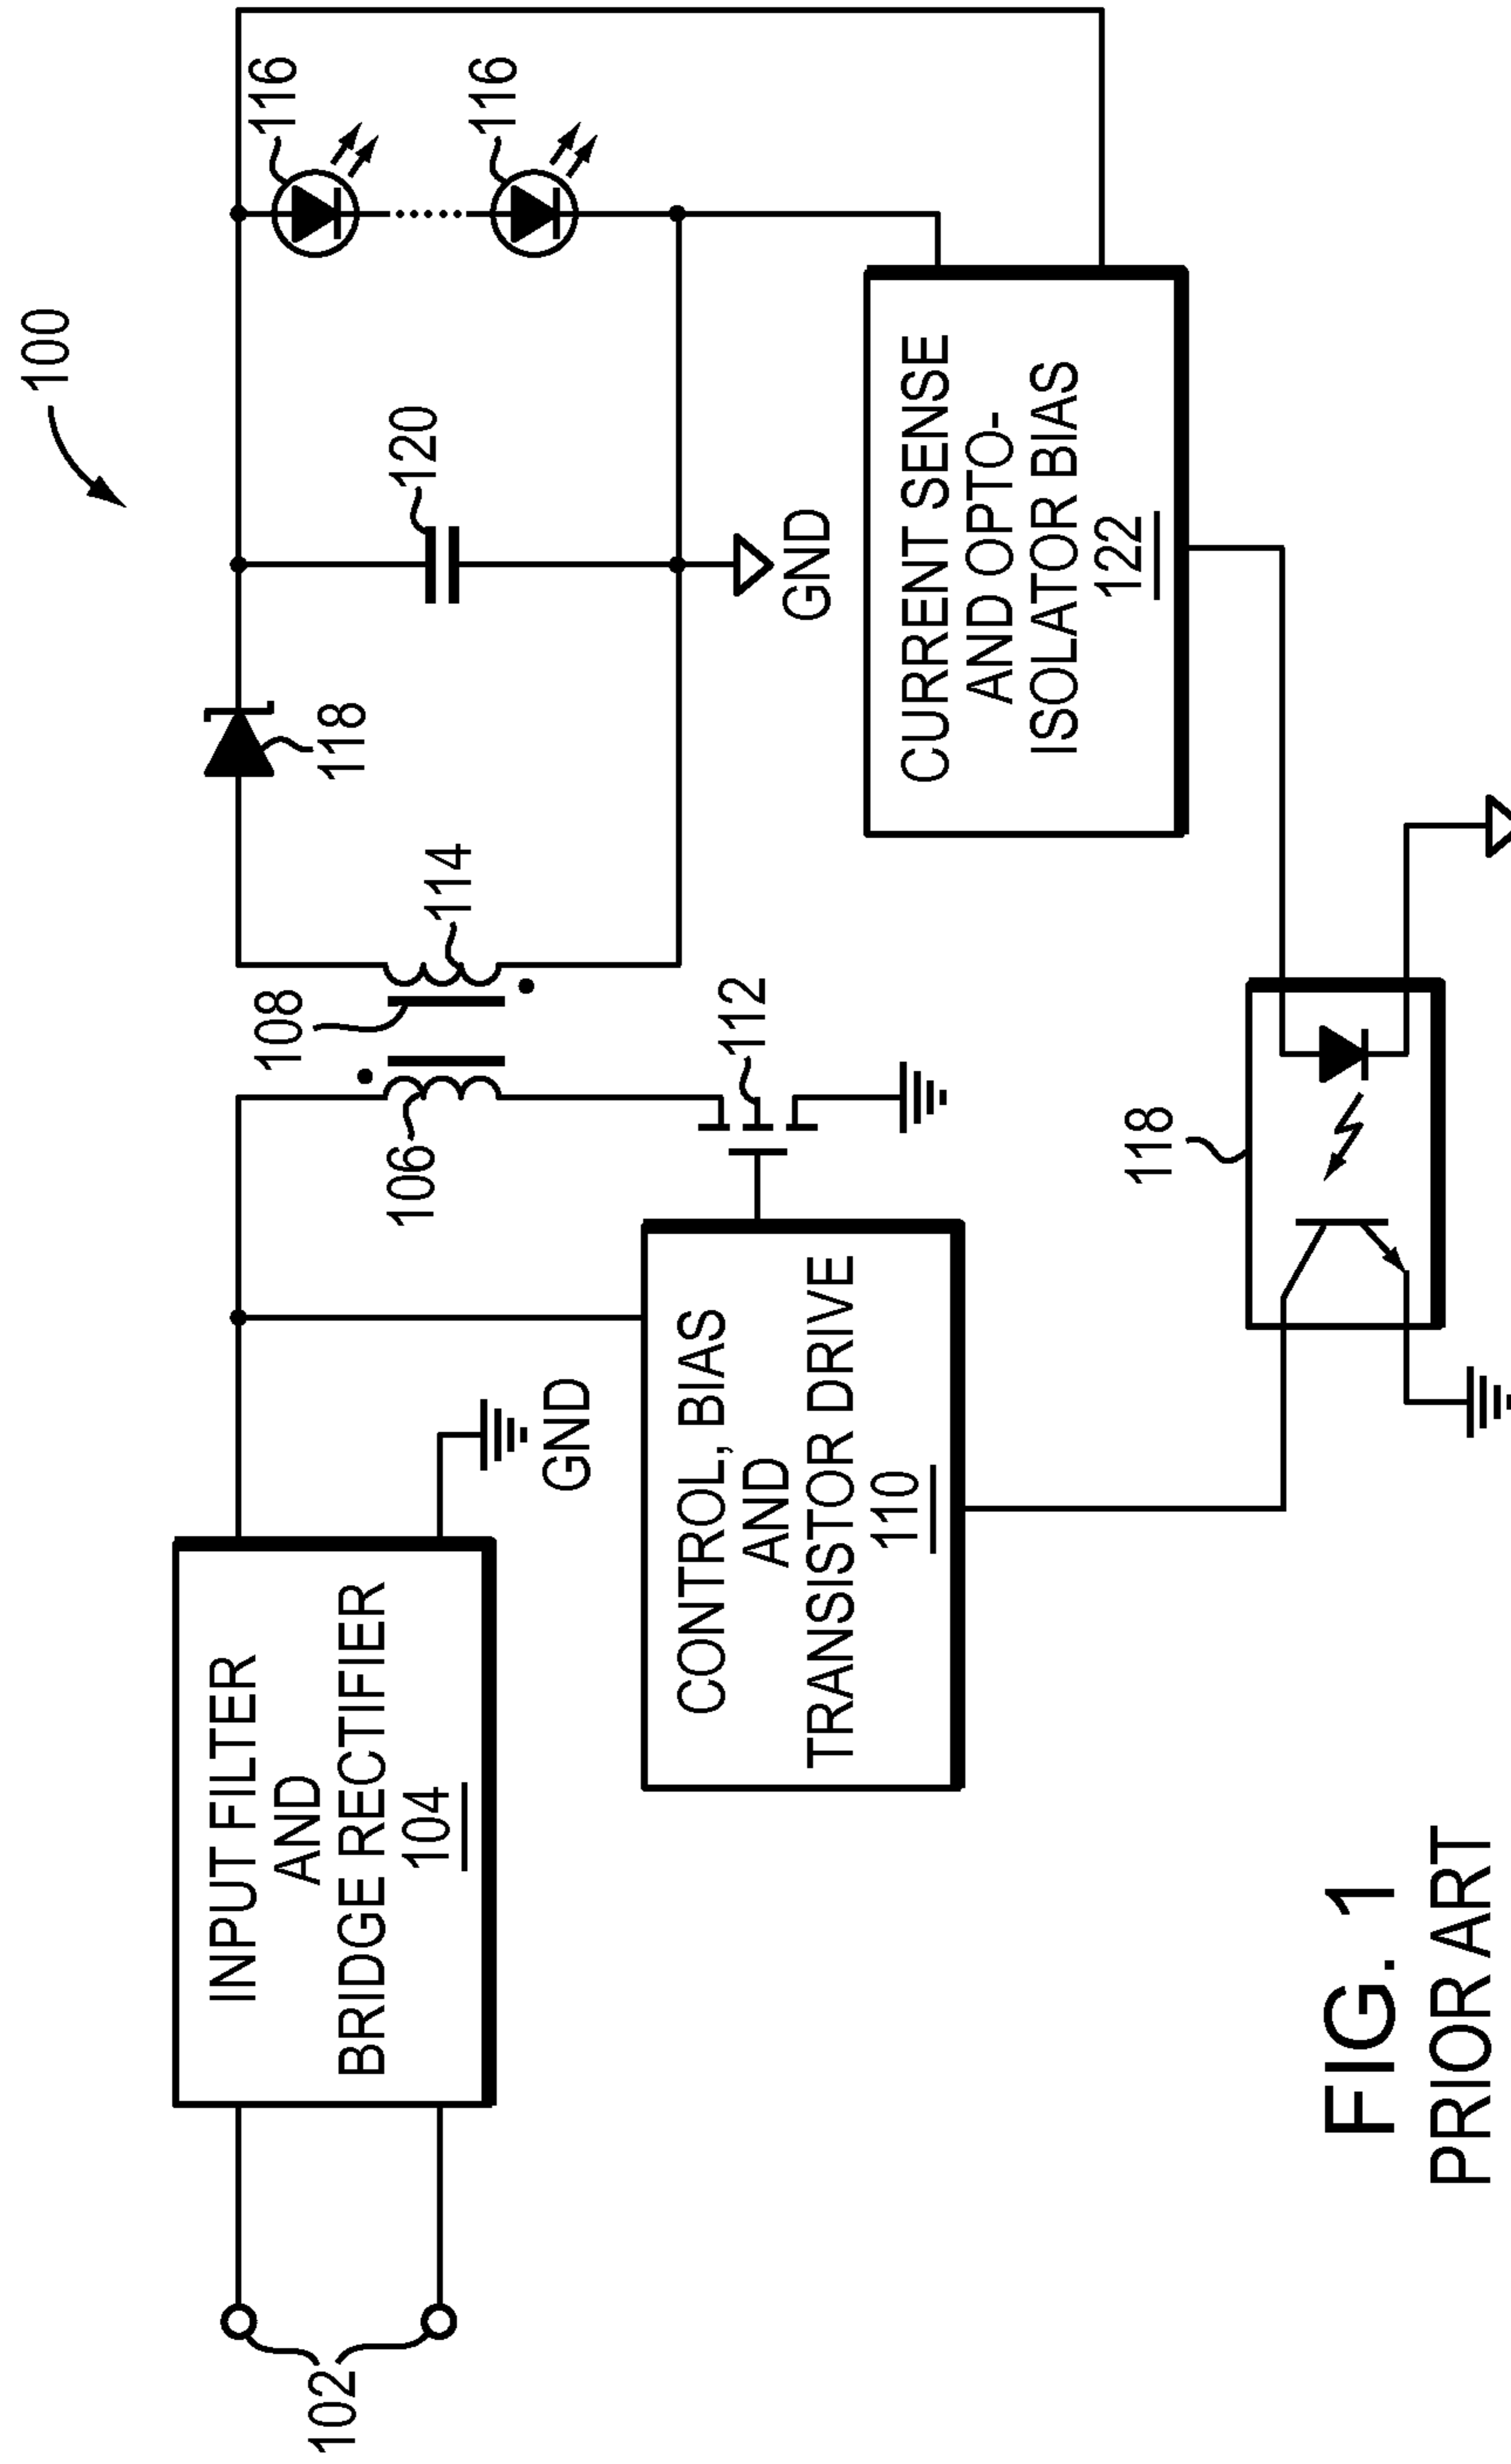 100
102
INPUT FILTER
AND
BRIDGE RECTIFIER
104
GND
106
108
114
118
120
116
116
112
GND
CONTROL, BIAS
AND
TRANSISTOR DRIVE
110
CURRENT SENSE
AND OPTO-
ISOLATOR BIAS
122
118
FIG. 1
PRIOR ART